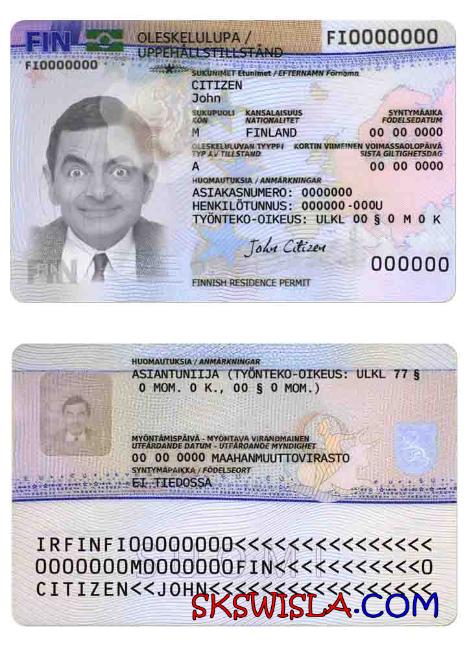 FIN
OLESKELULUPA /
UPPEHÅLLSTILLSTÅND
FI0000000
FI0000000
SUKUNIMET Etunimet / EFTERNAMN Förnamn
CITIZEN
John
SUKUPUOLI KANSALAISUUS SYNTYMÄAIKA
KÖN NATIONALITET FÖDELSEDATUM
M FINLAND 00 00 0000
OLESKELULUVAN TYYPPI KORTIN VIIMEINEN VOIMASSAOLOPÄIVÄ
TYP AV TILLSTÅND SISTA GILTIGHETSDAG
A 00 00 0000
HUOMAUTUKSIA / ANMÄRKNINGAR
ASIAKASNUMERO: 0000000
HENKILÖTUNNUS: 000000-000U
TYÖNTEKO-OIKEUS: ULKL 00 § 0 M 0 K
John Citizen
FIN
000000
FINNISH RESIDENCE PERMIT
HUOMAUTUKSIA / ANMÄRKNINGAR
ASIANTUNIIJA (TYÖNTEKO-OIKEUS: ULKL 77 §
0 MOM. 0 K., 00 § 0 MOM.)
MYÖNTÄMISPÄIVÄ - MYÖNTÄVÄ VIRANOMAINEN
UTFÄRDANDE DATUM - UTFÄRDANDE MYNDIGHET
00 00 0000 MAAHANMUUTTOVIRASTO
SYNTYMÄPAIKKA / FÖDELSEORT
EI TIEDOSSA
SUOMI
IRFINFI00000000<<<<<<<<<<<<<<<
0000000M0000000FIN<<<<<<<<<<<0
CITIZEN<<JOHN<<<<<<<<<<<<<<<<<
SKSWISLA.COM